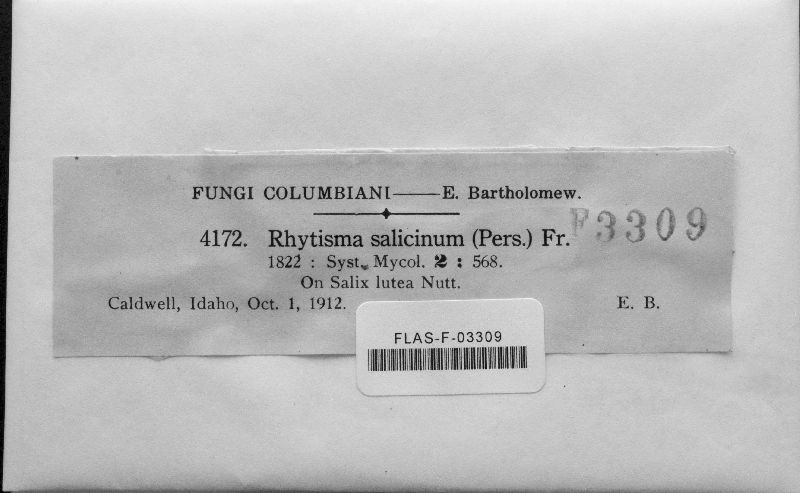 FUNGI COLUMBIANI——E. Bartholomew.
4172. Rhytisma salicinum (Pers.) Fr.
F3309
1822 : Syst. Mycol. 2 : 568.
On Salix lutea Nutt.
Caldwell, Idaho, Oct. 1, 1912. E. B.
FLAS-F-03309